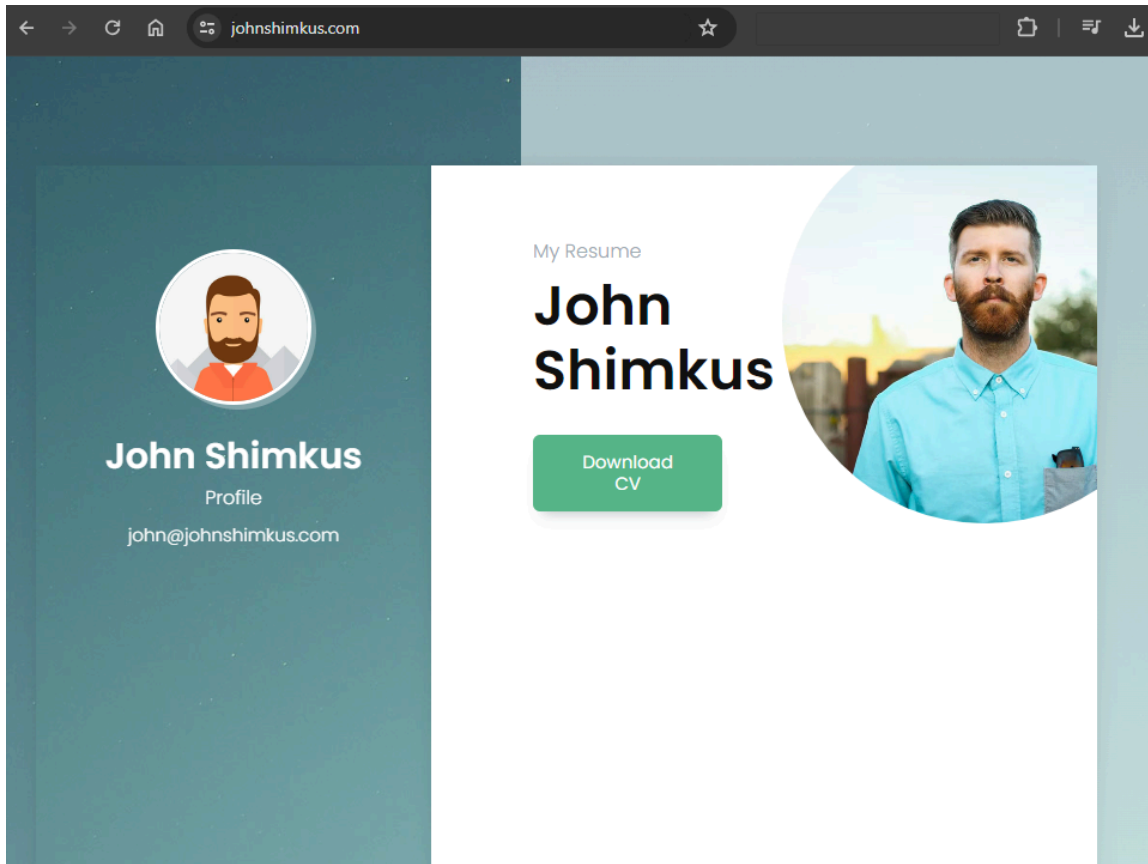 johnshimkus.com
John Shimkus
Profile
john@johnshimkus.com
My Resume
John
Shimkus
Download
CV